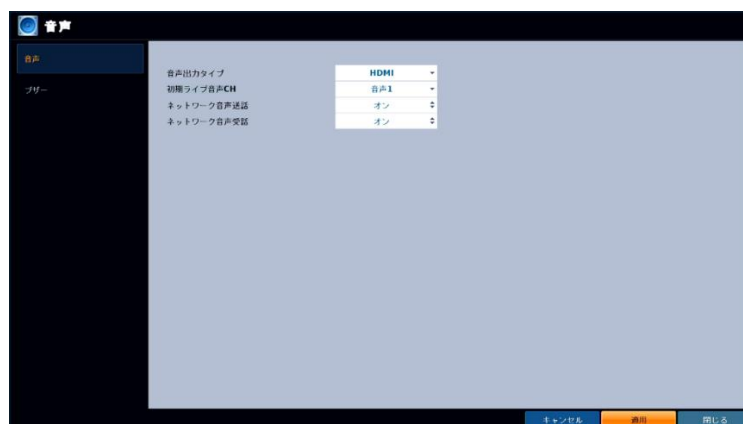 音声
音声
ブザー
音声出力タイプ HDMI
初期ライブ音声CH 音声1
ネットワーク音声送話 オン
ネットワーク音声受話 オン
キャンセル 適用 閉じる